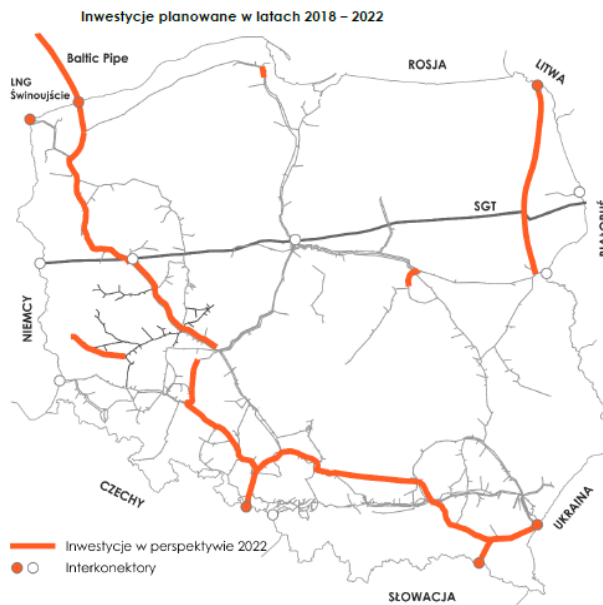 Inwestycje planowane w latach 2018 – 2022
Baltic Pipe
LNG
Świnoujście
ROSJA
LITWA
SGT
BIAŁORUŚ
NIEMCY
CZECHY
UKRAINA
Inwestycje w perspektywie 2022
Interkonektory
SŁOWACJA